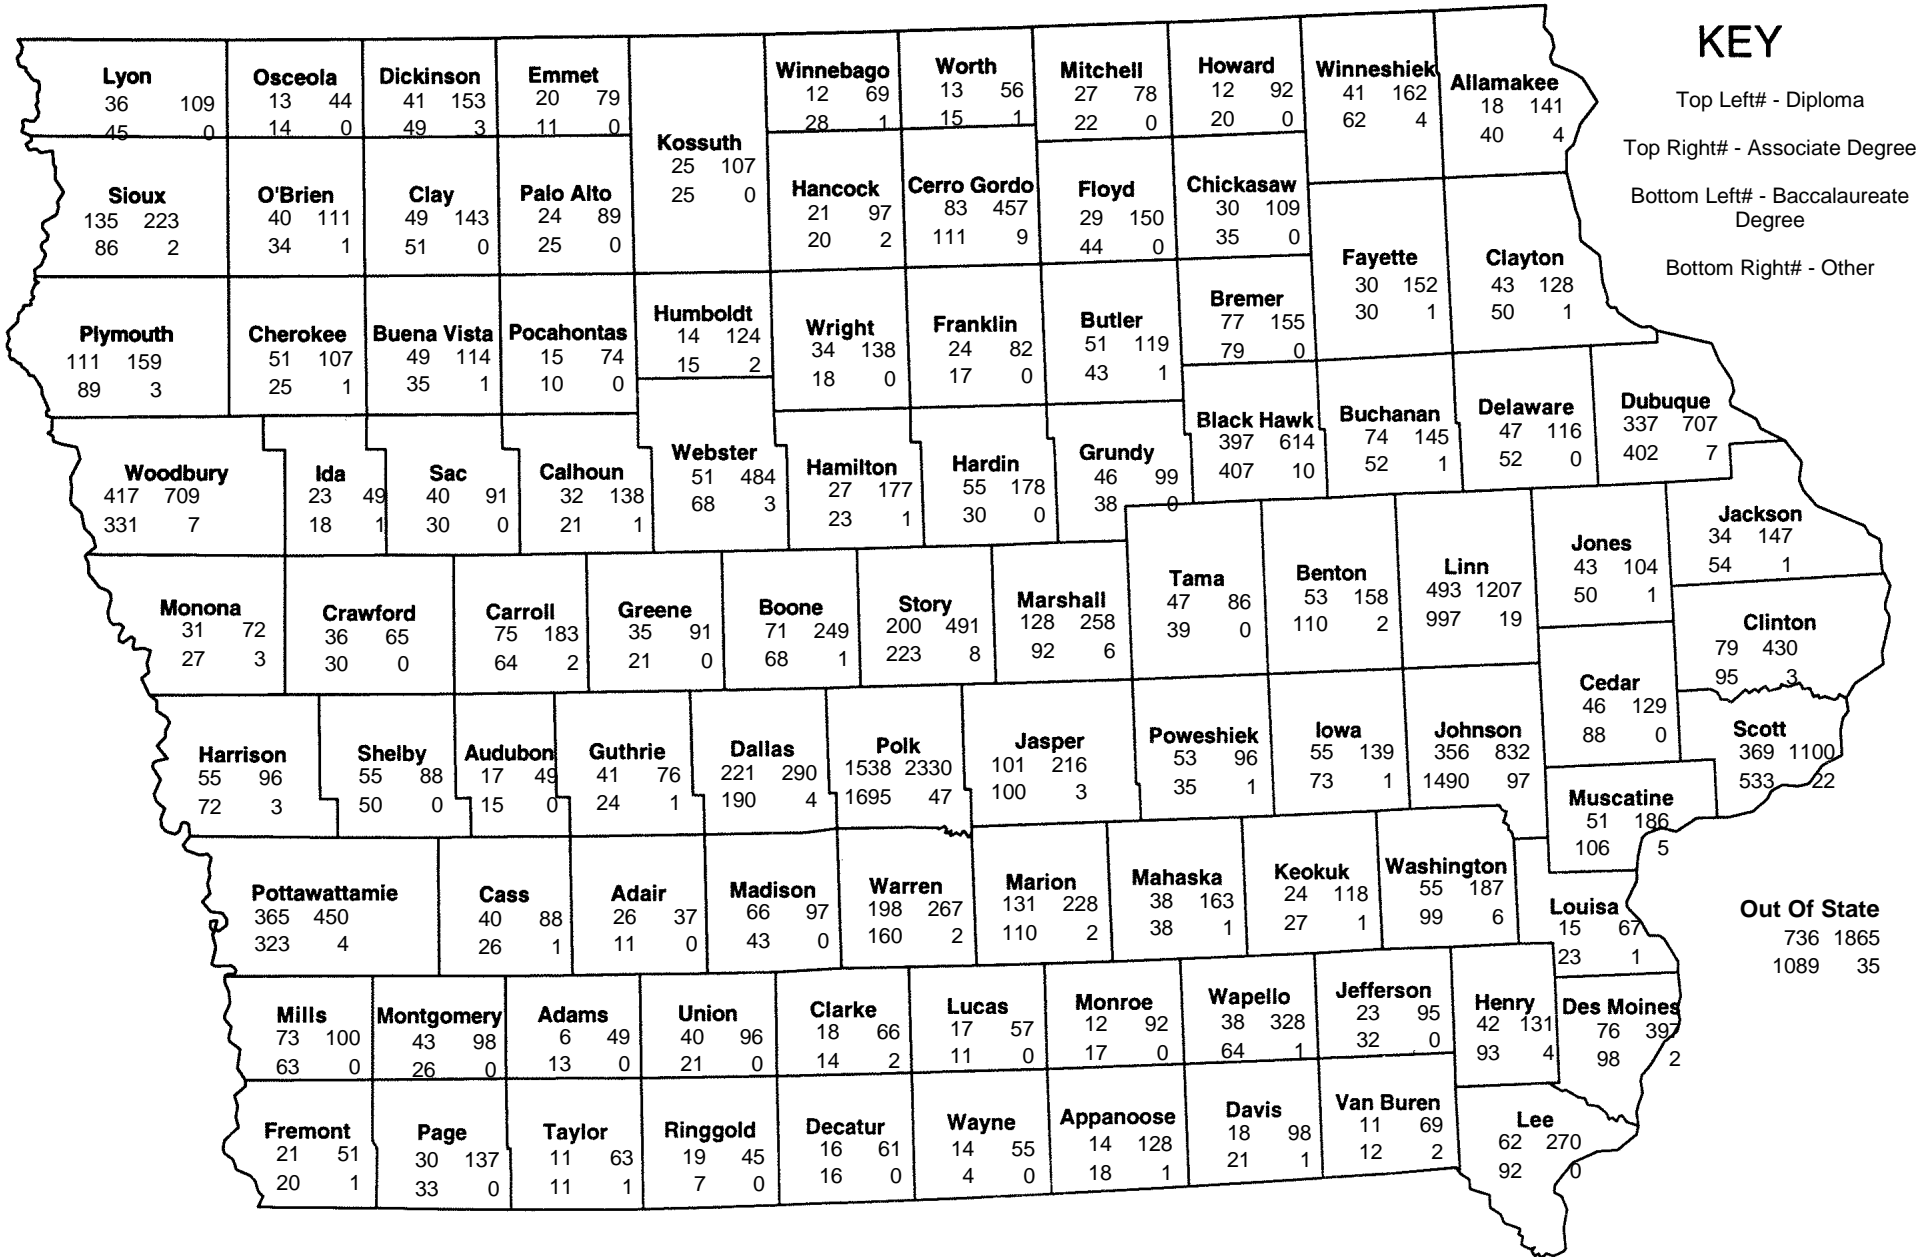 KEY
Top Left# - Diploma
Top Right# - Associate Degree
Bottom Left# - Baccalaureate
Degree
Bottom Right# - Other
Lyon
36 109
45 0
Osceola
13 44
14 0
Dickinson
41 153
49 3
Emmet
20 79
11 0
Kossuth
25 107
25 0
Winnebago
12 69
28 1
Worth
13 56
15 1
Mitchell
27 78
22 0
Howard
12 92
20 0
Winneshiek
41 162
62 4
Allamakee
18 141
40 4
Sioux
135 223
86 2
O'Brien
40 111
34 1
Clay
49 143
51 0
Palo Alto
24 89
25 0
Hancock
21 97
20 2
Cerro Gordo
83 457
111 9
Floyd
29 150
44 0
Chickasaw
30 109
35 0
Fayette
30 152
30 1
Clayton
43 128
50 1
Plymouth
111 159
89 3
Cherokee
51 107
25 1
Buena Vista
49 114
35 1
Pocahontas
15 74
10 0
Humboldt
14 124
15 2
Wright
34 138
18 0
Franklin
24 82
17 0
Butler
51 119
43 1
Bremer
77 155
79 0
Black Hawk
397 614
407 10
Buchanan
74 145
52 1
Delaware
47 116
52 0
Dubuque
337 707
402 7
Woodbury
417 709
331 7
Ida
23 49
18 1
Sac
40 91
30 0
Calhoun
32 138
21 1
Webster
51 484
68 3
Hamilton
27 177
23 1
Hardin
55 178
30 0
Grundy
46 99
38 0
Jackson
34 147
54 1
Monona
31 72
27 3
Crawford
36 65
30 0
Carroll
75 183
64 2
Greene
35 91
21 0
Boone
71 249
68 1
Story
200 491
223 8
Marshall
128 258
92 6
Tama
47 86
39 0
Benton
53 158
110 2
Linn
493 1207
997 19
Jones
43 104
50 1
Clinton
79 430
95 3
Cedar
46 129
88 0
Harrison
55 96
72 3
Shelby
55 88
50 0
Audubon
17 49
15 0
Guthrie
41 76
24 1
Dallas
221 290
190 4
Polk
1538 2330
1695 47
Jasper
101 216
100 3
Poweshiek
53 96
35 1
Iowa
55 139
73 1
Johnson
356 832
1490 97
Scott
369 1100
533 22
Muscatine
51 186
106 5
Pottawattamie
365 450
323 4
Cass
40 88
26 1
Adair
26 37
11 0
Madison
66 97
43 0
Warren
198 267
160 2
Marion
131 228
110 2
Mahaska
38 163
38 1
Keokuk
24 118
27 1
Washington
55 187
99 6
Louisa
15 67
23 1
Out Of State
736 1865
1089 35
Mills
73 100
63 0
Montgomery
43 98
26 0
Adams
6 49
13 0
Union
40 96
21 0
Clarke
18 66
14 2
Lucas
17 57
11 0
Monroe
12 92
17 0
Wapello
38 328
64 1
Jefferson
23 95
32 0
Henry
42 131
93 4
Des Moines
76 397
98 2
Fremont
21 51
20 1
Page
30 137
33 0
Taylor
11 63
11 1
Ringgold
19 45
7 0
Decatur
16 61
16 0
Wayne
14 55
4 0
Appanoose
14 128
18 1
Davis
18 98
21 1
Van Buren
11 69
12 2
Lee
62 270
92 0